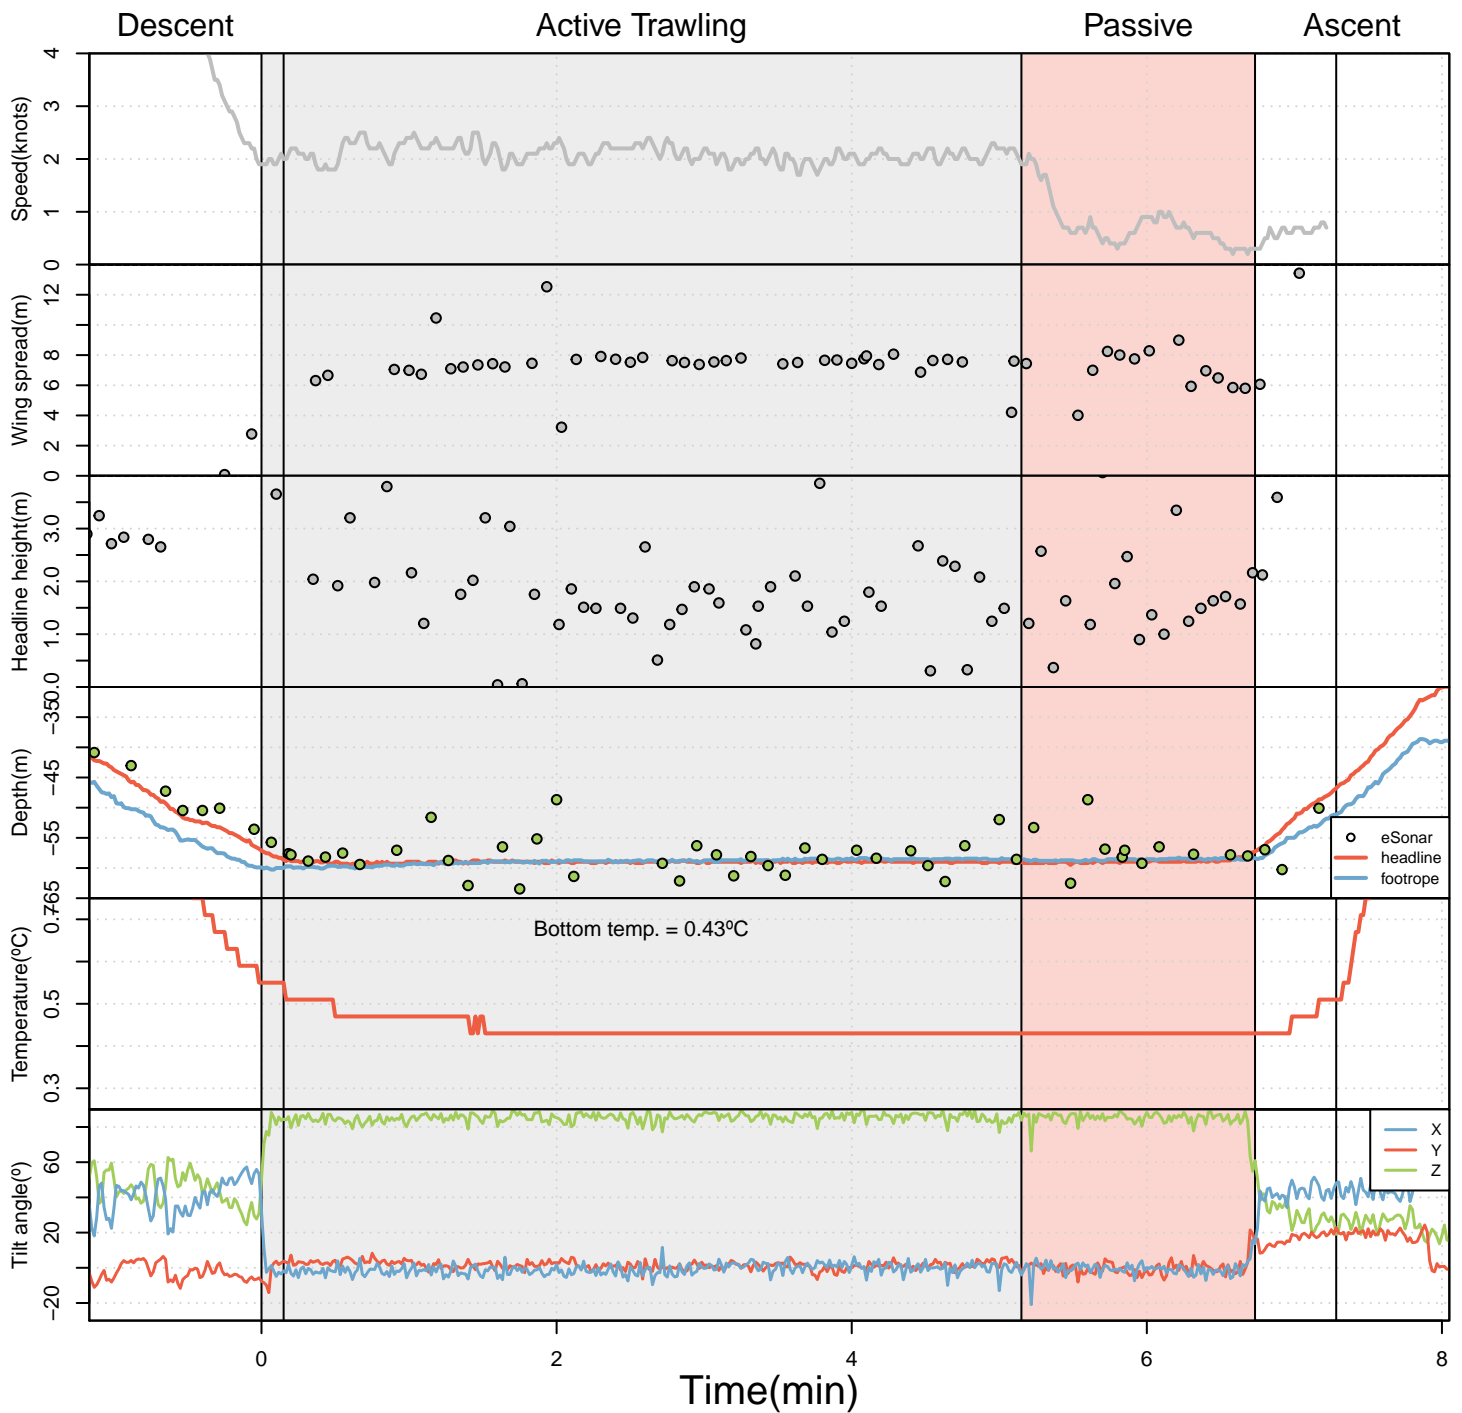 Descent Active Trawling Passive Ascent
Speed(knots)
0 1 2 3 4
Wing spread(m)
0 2 4 6 8 12
Headline height(m)
0.0 1.0 2.0 3.0
Depth(m)
−65 −55 −45 −35
eSonar
headline
footrope
Temperature(ºC)
0.3 0.5 0.7
Bottom temp. = 0.43ºC
Tilt angle(º)
−20 20 60
X
Y
Z
0 2 4 6 8
Time(min)